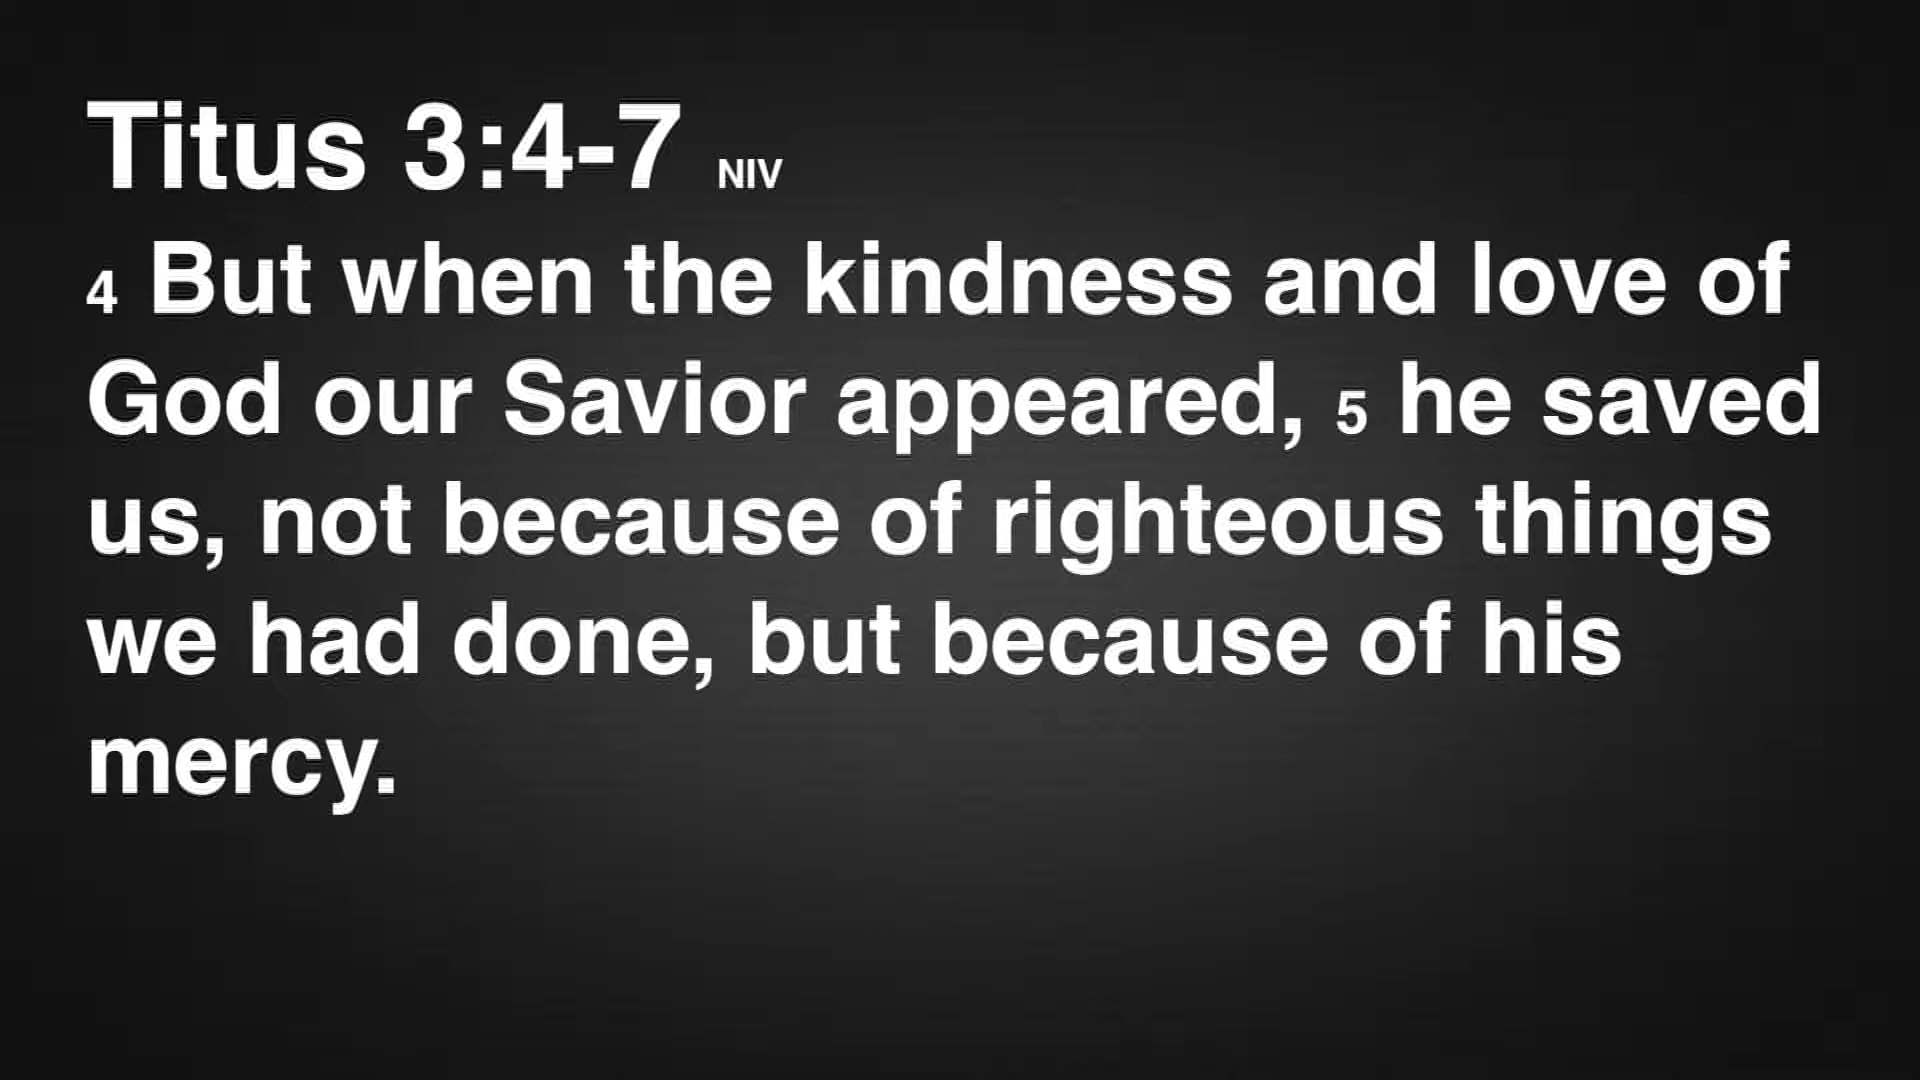 Titus 3:4-7 NIV
4 But when the kindness and love of
God our Savior appeared, 5 he saved
us, not because of righteous things
we had done, but because of his
mercy.